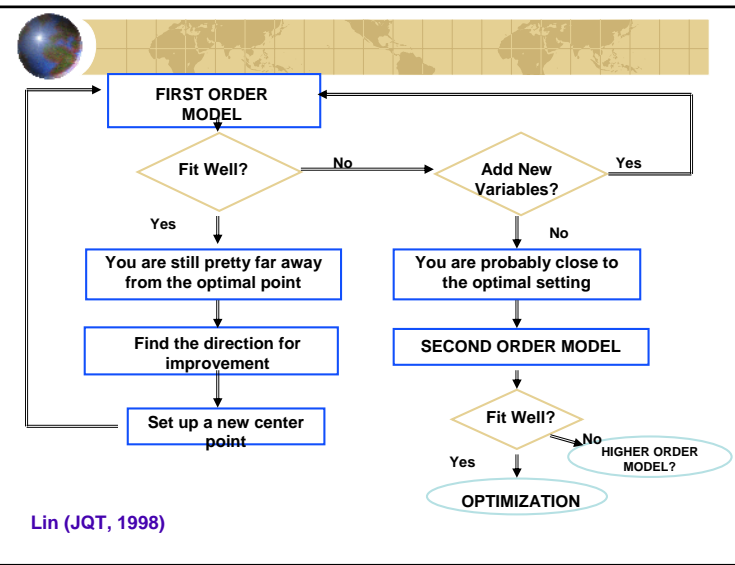 FIRST ORDER
MODEL
Fit Well?
No
Add New
Variables?
Yes
Yes
No
You are still pretty far away
from the optimal point
You are probably close to
the optimal setting
Find the direction for
improvement
SECOND ORDER MODEL
Set up a new center
point
Fit Well?
No
HIGHER ORDER
MODEL?
Yes
OPTIMIZATION
Lin (JQT, 1998)